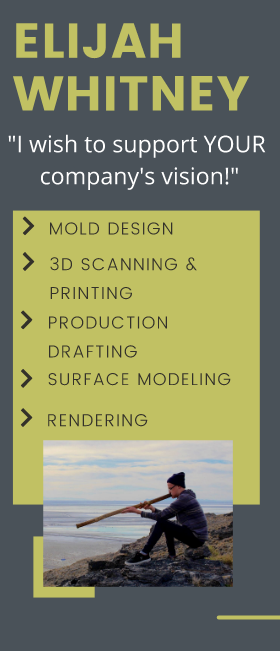 ELIJAH
WHITNEY
"I wish to support YOUR
company's vision!"
MOLD DESIGN
3D SCANNING &
PRINTING
PRODUCTION
DRAFTING
SURFACE MODELING
RENDERING